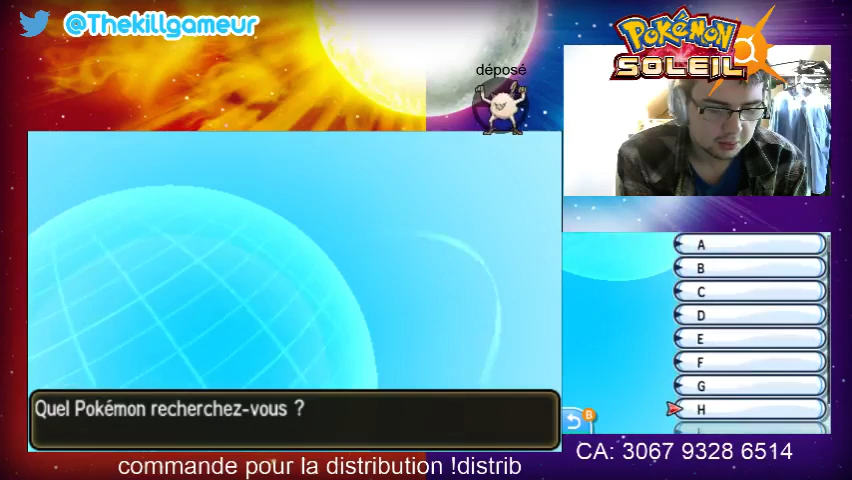 @Thekillgameur
POKéMON
SOLEIL
déposé
A
B
C
D
E
F
G
H
B
Quel Pokémon recherchez-vous ?
CA: 3067 9328 6514
commande pour la distribution !distrib